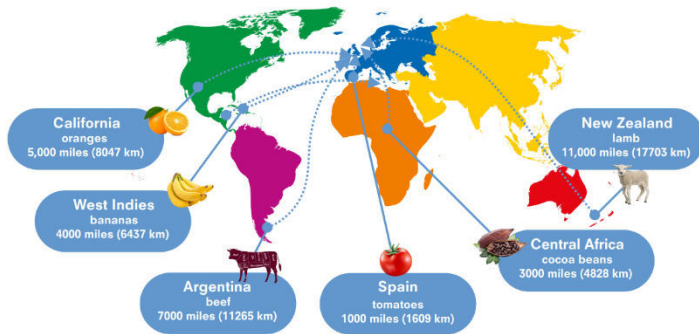 California
oranges
5,000 miles (8047 km)
New Zealand
lamb
11,000 miles (17703 km)
West Indies
bananas
4000 miles (6437 km)
Central Africa
cocoa beans
3000 miles (4828 km)
Argentina
beef
7000 miles (11265 km)
Spain
tomatoes
1000 miles (1609 km)